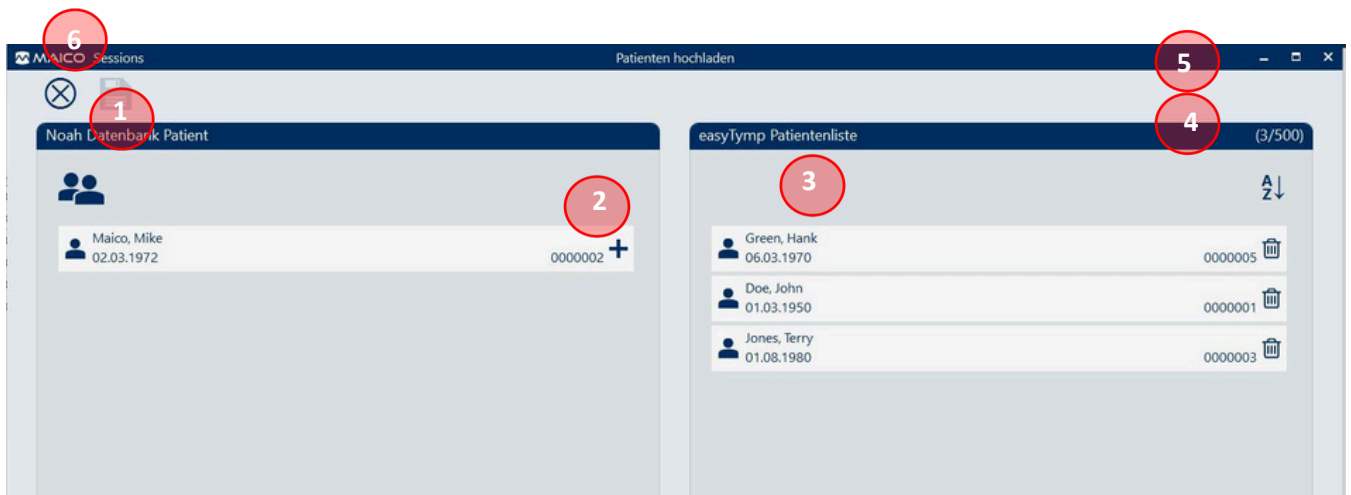 6
MAICO Sessions
Patienten hochladen
5
1
4
Noah Datenbank Patient
easyTymp Patientenliste
(3/500)
3
2
A
Z
Maico, Mike
02.03.1972
0000002
Green, Hank
06.03.1970
0000005
Doe, John
01.03.1950
0000001
Jones, Terry
01.08.1980
0000003